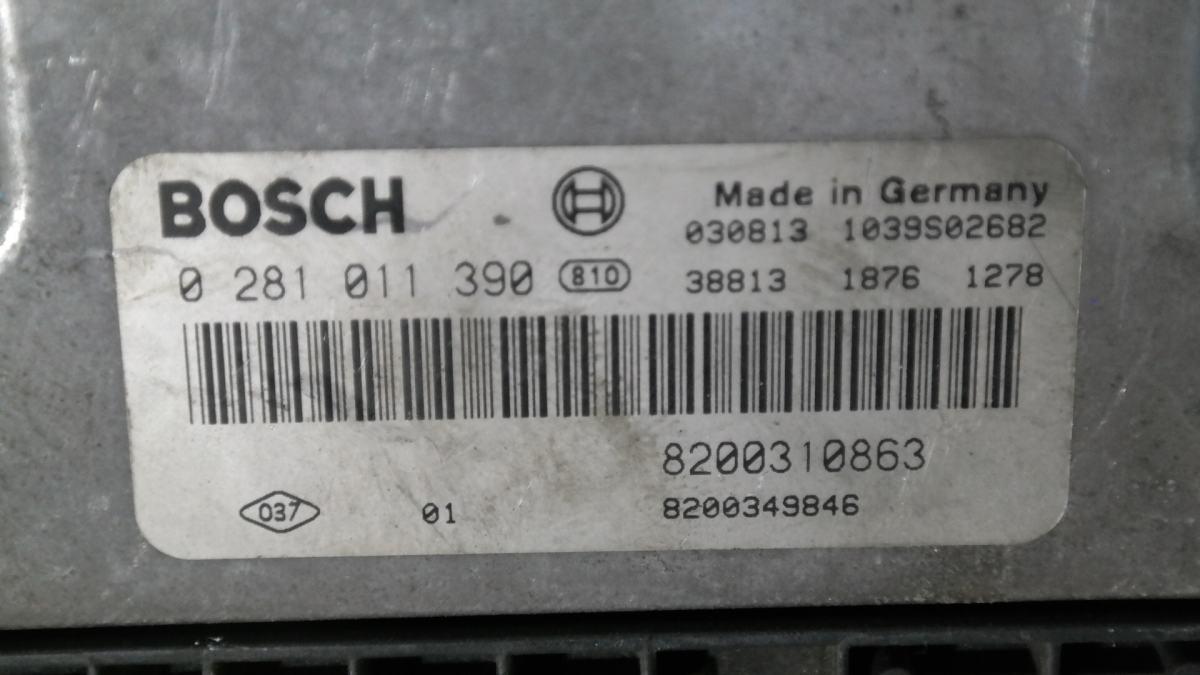 BOSCH
Made in Germany
030813 1039S02682
0 281 011 390 810 38813 1876 1278
8200310863
037 01 8200349846